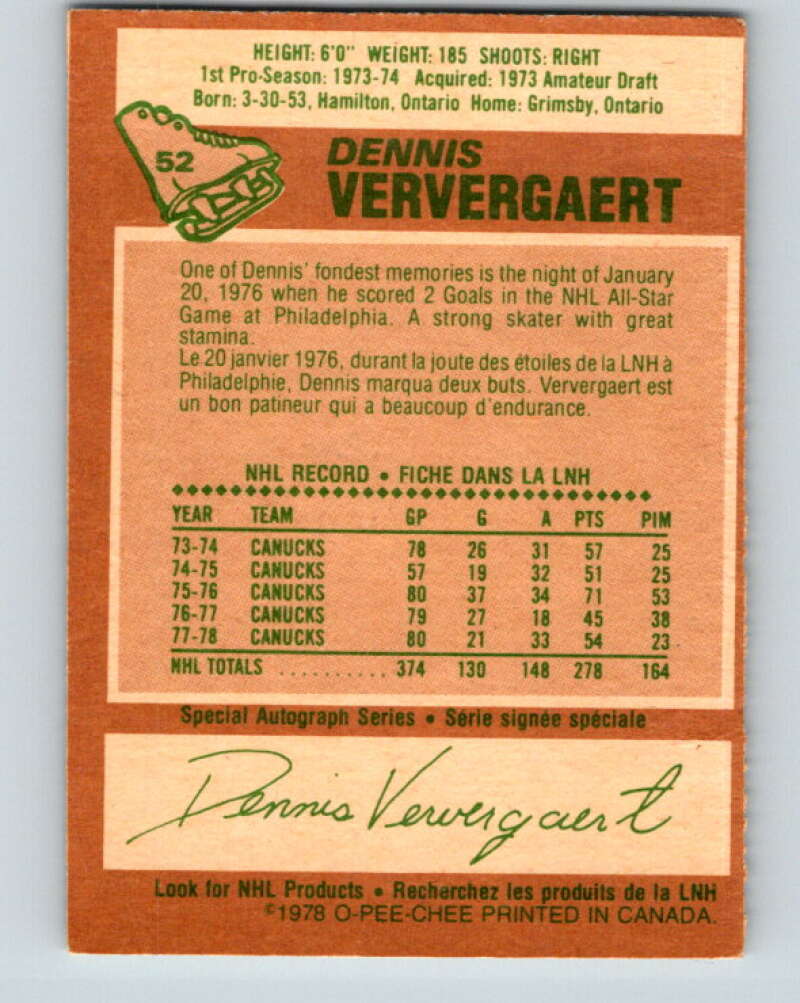 HEIGHT: 6'0" WEIGHT: 185 SHOOTS: RIGHT
1st Pro-Season: 1973-74 Acquired: 1973 Amateur Draft
Born: 3-30-53, Hamilton, Ontario Home: Grimsby, Ontario
52
DENNIS
VERVERGAERT
One of Dennis' fondest memories is the night of January
20, 1976 when he scored 2 Goals in the NHL All-Star
Game at Philadelphia. A strong skater with great
stamina.
Le 20 janvier 1976, durant la joute des étoiles de la LNH à
Philadelphie, Dennis marqua deux buts. Ververgaert est
un bon patineur qui a beaucoup d'endurance.
NHL RECORD • FICHE DANS LA LNH
YEAR TEAM GP G A PTS PIM
73-74 CANUCKS 78 26 31 57 25
74-75 CANUCKS 57 19 32 51 25
75-76 CANUCKS 80 37 34 71 53
76-77 CANUCKS 79 27 18 45 38
77-78 CANUCKS 80 21 33 54 23
NHL TOTALS .......... 374 130 148 278 164
Special Autograph Series • Série signée spéciale
Dennis Ververgaert
Look for NHL Products • Recherchez les produits de la LNH
©1978 O-PEE-CHEE PRINTED IN CANADA.